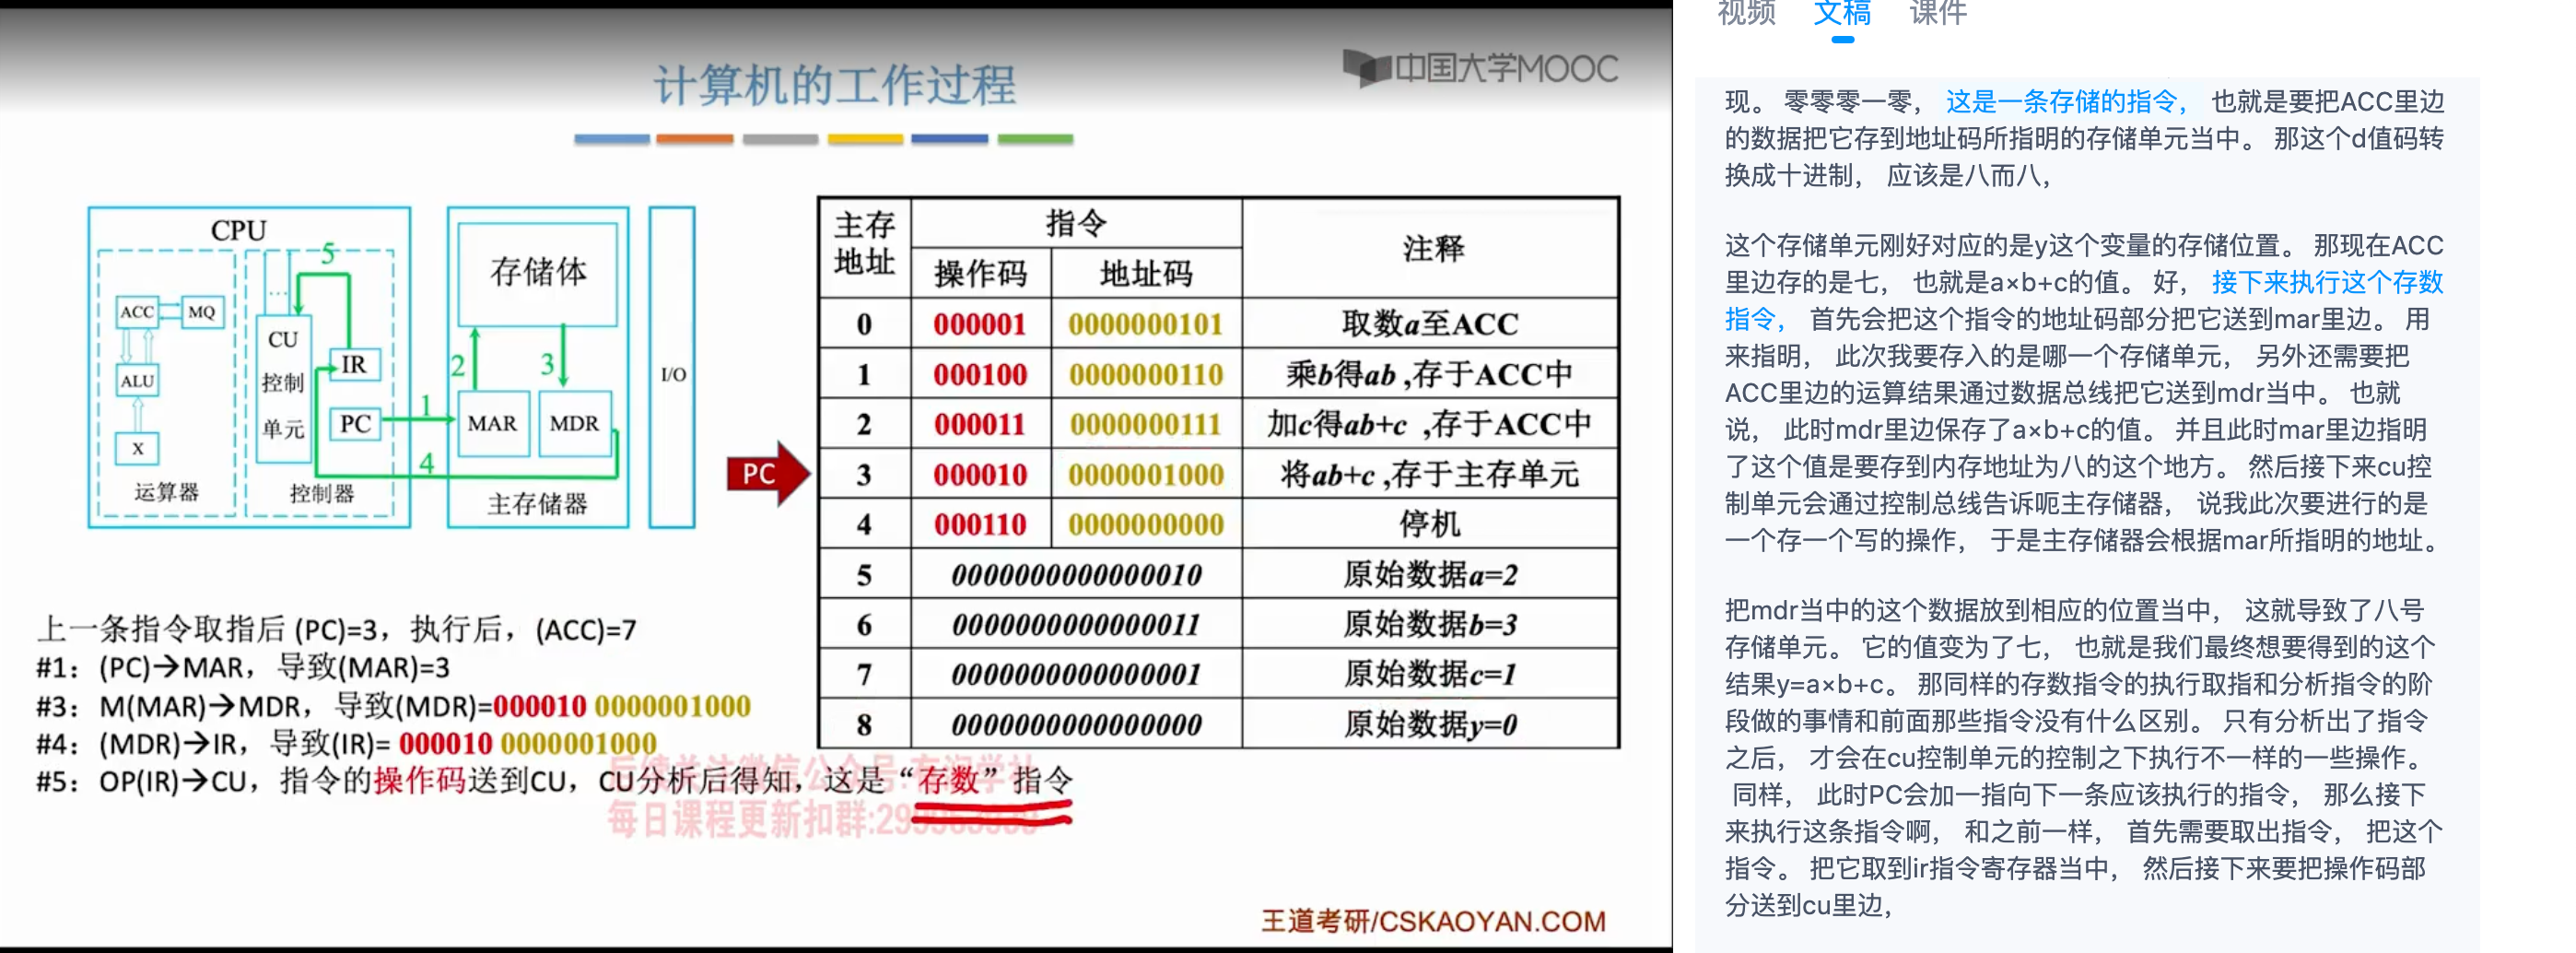 计算机的工作过程
中国大学MOOC
CPU
ACC
MQ
ALU
X
运算器
5
...
CU
控制
单元
IR
PC
控制器
1
2
3
4
存储体
MAR
MDR
主存储器
I/O
PC
主存地址 指令 注释
操作码 地址码
0 000001 0000000101 取数a至ACC
1 000100 0000000110 乘b得ab ,存于ACC中
2 000011 0000000111 加c得ab+c ,存于ACC中
3 000010 0000001000 将ab+c ,存于主存单元
4 000110 0000000000 停机
5 0000000000000010 原始数据a=2
6 0000000000000011 原始数据b=3
7 0000000000000001 原始数据c=1
8 0000000000000000 原始数据y=0
上一条指令取指后 (PC)=3，执行后，(ACC)=7
#1：(PC)→MAR，导致(MAR)=3
#3：M(MAR)→MDR，导致(MDR)=000010 0000001000
#4：(MDR)→IR，导致(IR)= 000010 0000001000
#5：OP(IR)→CU，指令的操作码送到CU，CU分析后得知，这是“存数”指令
每日课程更新扣群:
王道考研/CSKAOYAN.COM
视频 文稿 课件
现。 零零零一零， 这是一条存储的指令， 也就是要把ACC里边
的数据把它存到地址码所指明的存储单元当中。 那这个d值码转
换成十进制， 应该是八而八，
这个存储单元刚好对应的是y这个变量的存储位置。 那现在ACC
里边存的是七， 也就是a×b+c的值。 好， 接下来执行这个存数
指令， 首先会把这个指令的地址码部分把它送到mar里边。 用
来指明， 此次我要存入的是哪一个存储单元， 另外还需要把
ACC里边的运算结果通过数据总线把它送到mdr当中。 也就
说， 此时mdr里边保存了a×b+c的值。 并且此时mar里边指明
了这个值是要存到内存地址为八的这个地方。 然后接下来cu控
制单元会通过控制总线告诉呃主存储器， 说我此次要进行的是
一个存一个写的操作， 于是主存储器会根据mar所指明的地址。
把mdr当中的这个数据放到相应的位置当中， 这就导致了八号
存储单元。 它的值变为了七， 也就是我们最终想要得到的这个
结果y=a×b+c。 那同样的存数指令的执行取指和分析指令的阶
段做的事情和前面那些指令没有什么区别。 只有分析出了指令
之后， 才会在cu控制单元的控制之下执行不一样的一些操作。
同样， 此时PC会加一指向下一条应该执行的指令， 那么接下
来执行这条指令啊， 和之前一样， 首先需要取出指令， 把这个
指令。 把它取到ir指令寄存器当中， 然后接下来要把操作码部
分送到cu里边，